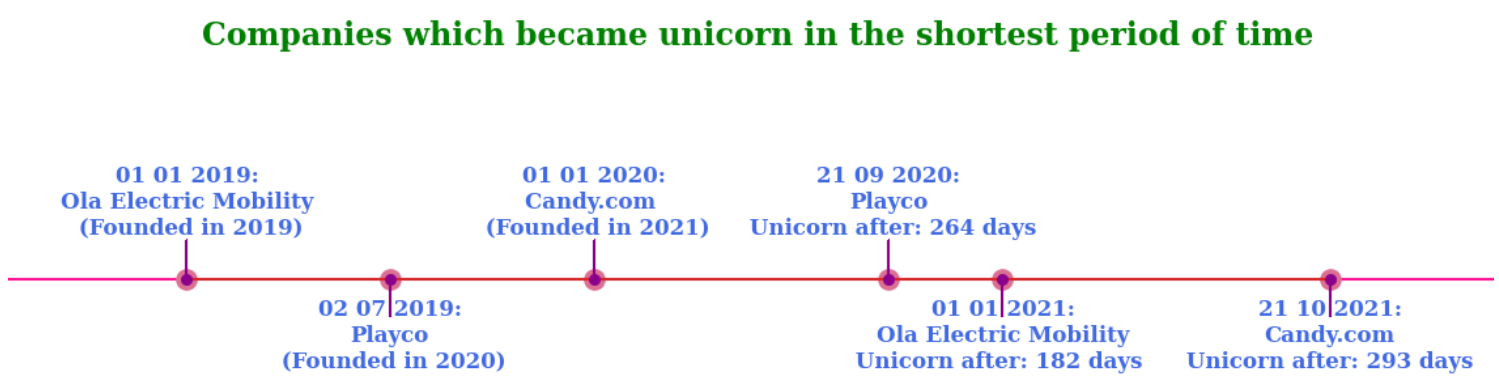 Companies which became unicorn in the shortest period of time
01 01 2019:
Ola Electric Mobility
(Founded in 2019)
02 07 2019:
Playco
(Founded in 2020)
01 01 2020:
Candy.com
(Founded in 2021)
21 09 2020:
Playco
Unicorn after: 264 days
01 01 2021:
Ola Electric Mobility
Unicorn after: 182 days
21 10 2021:
Candy.com
Unicorn after: 293 days